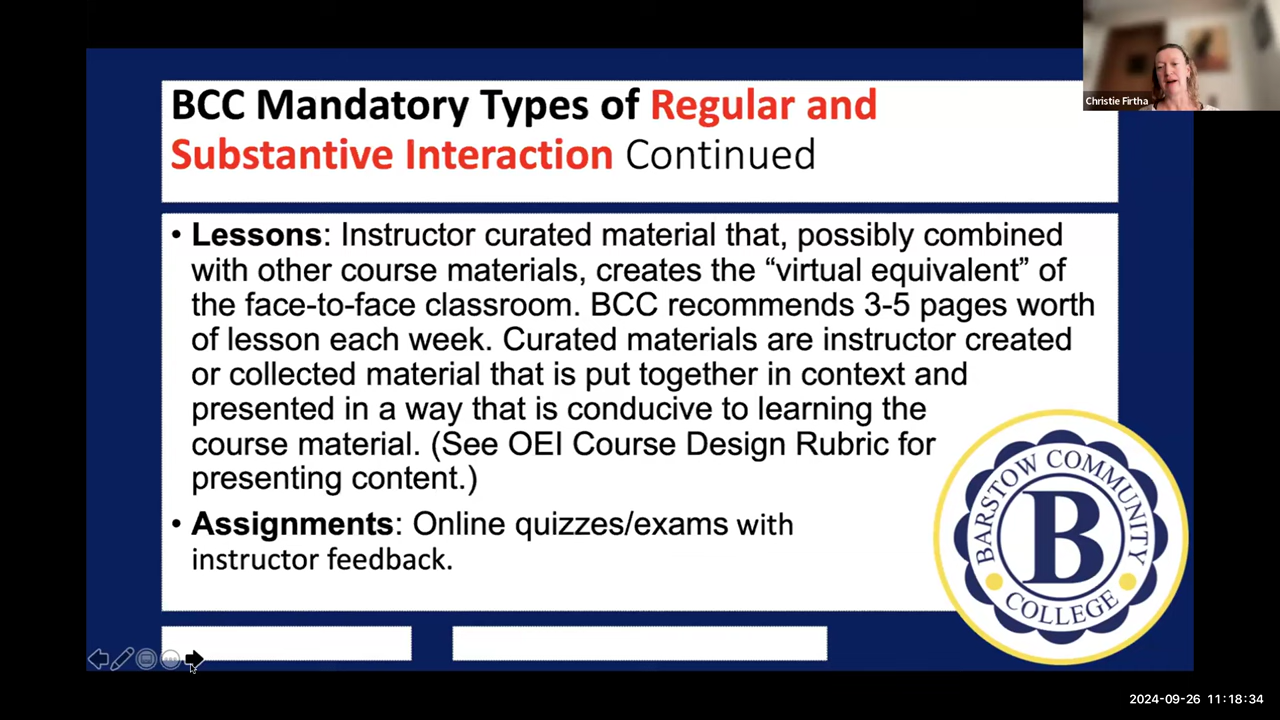 BCC Mandatory Types of Regular and
Substantive Interaction Continued
Christie Firtha
• Lessons: Instructor curated material that, possibly combined
with other course materials, creates the “virtual equivalent” of
the face-to-face classroom. BCC recommends 3-5 pages worth
of lesson each week. Curated materials are instructor created
or collected material that is put together in context and
presented in a way that is conducive to learning the
course material. (See OEI Course Design Rubric for
presenting content.)
• Assignments: Online quizzes/exams with
instructor feedback.
BARSTOW COMMUNITY
B
COLLEGE
2024-09-26 11:18:34